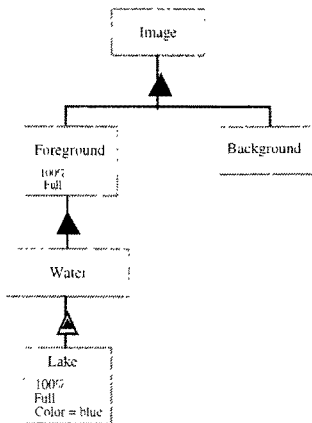 Image
Foreground
100%
Full
Background
Water
Lake
100%
Full
Color = blue